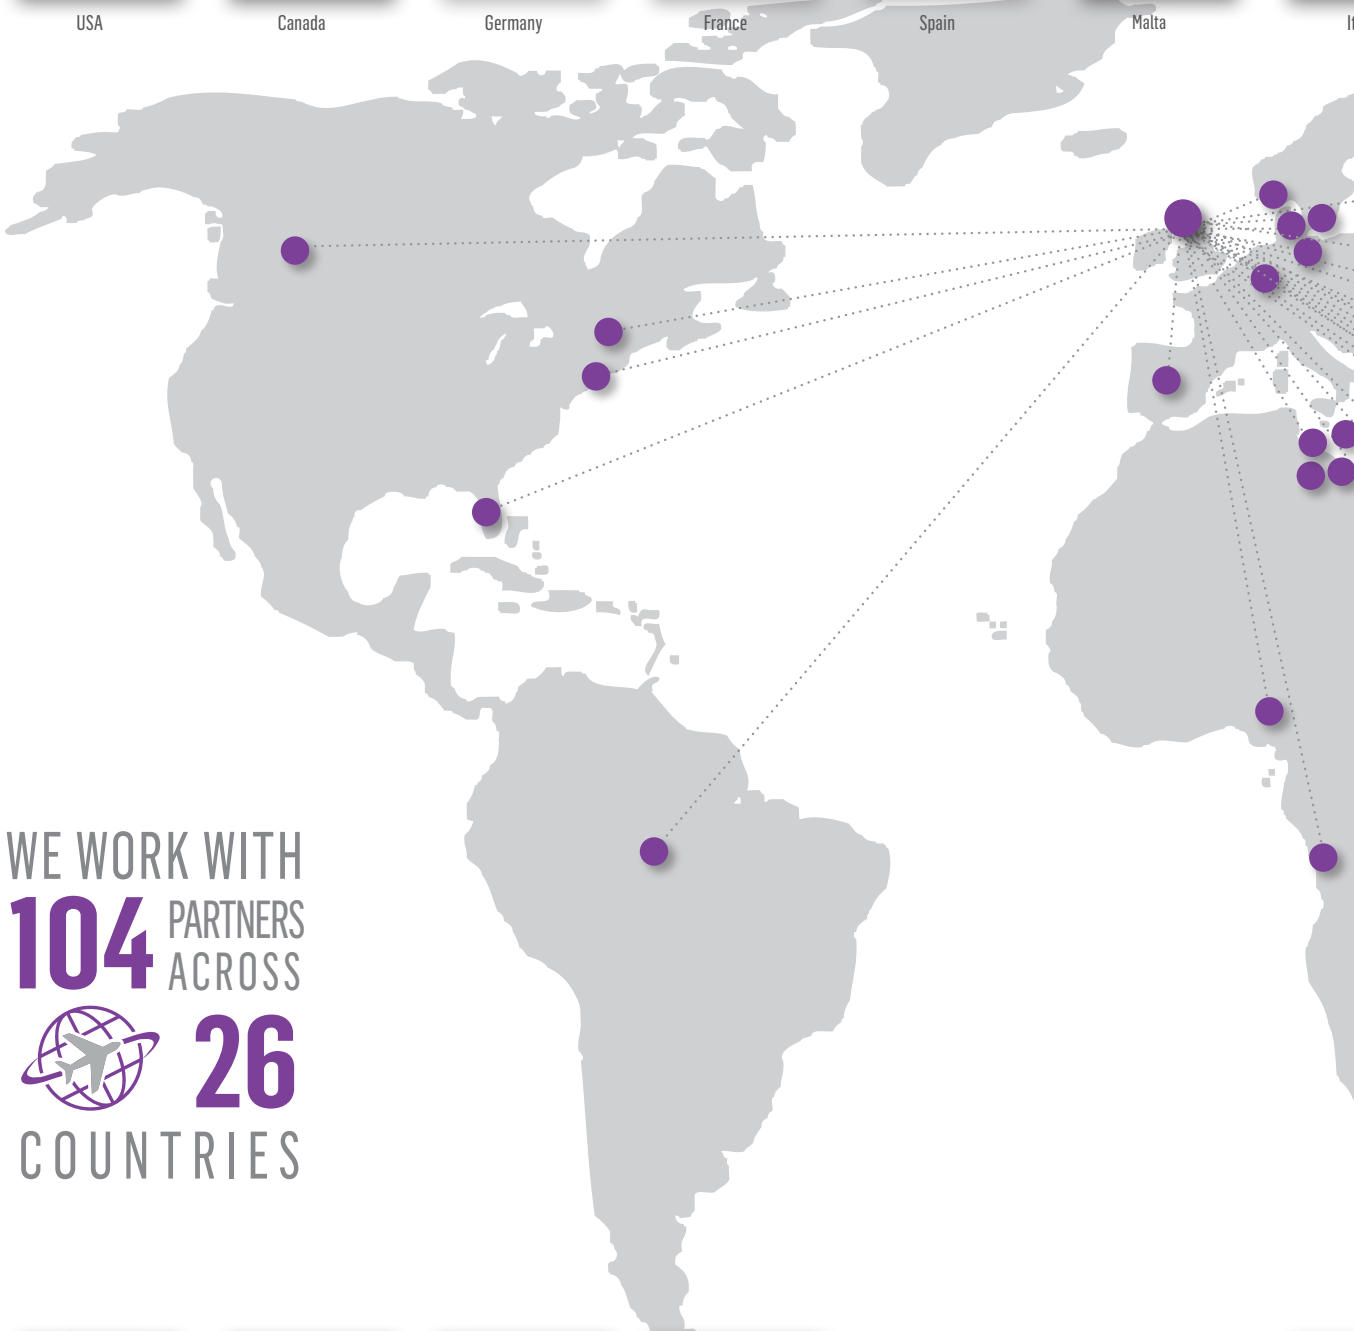 USA Canada Germany France Spain Malta
WE WORK WITH
104 PARTNERS
ACROSS
26
COUNTRIES